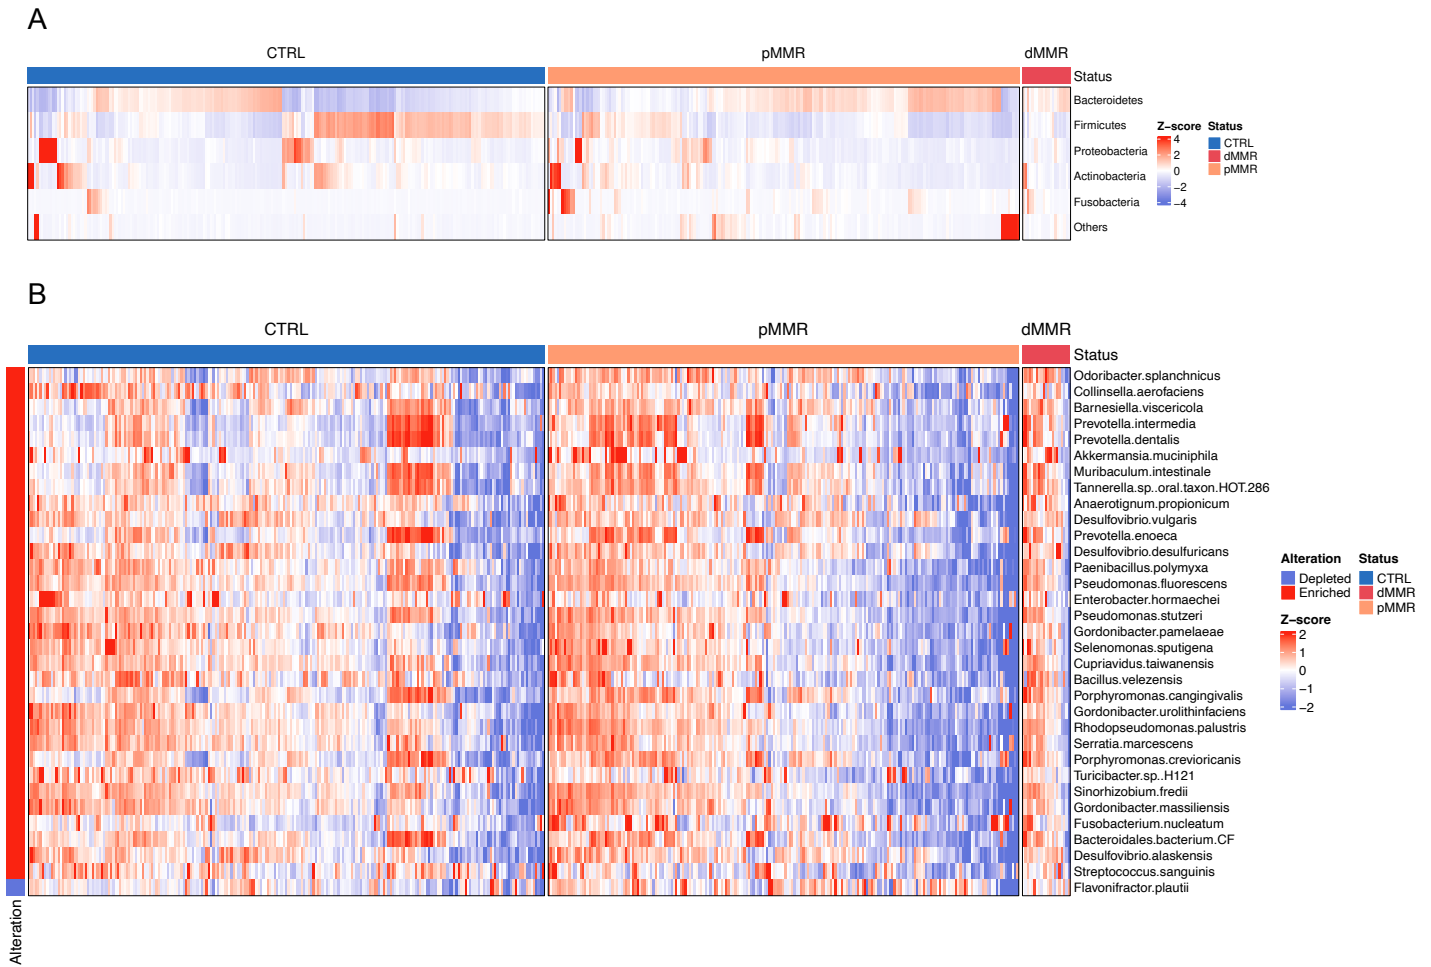 A
CTRL
pMMR
dMMR
Status
Bacteroidetes
Firmicutes
Proteobacteria
Actinobacteria
Fusobacteria
Others
Z−score
4
2
0
−2
−4
Status
CTRL
dMMR
pMMR
B
CTRL
pMMR
dMMR
Status
Odoribacter.splanchnicus
Collinsella.aerofaciens
Barnesiella.viscericola
Prevotella.intermedia
Prevotella.dentalis
Akkermansia.muciniphila
Muribaculum.intestinale
Tannerella.sp..oral.taxon.HOT.286
Anaerotignum.propionicum
Desulfovibrio.vulgaris
Prevotella.enoeca
Desulfovibrio.desulfuricans
Paenibacillus.polymyxa
Pseudomonas.fluorescens
Enterobacter.hormaechei
Pseudomonas.stutzeri
Gordonibacter.pamelaeae
Selenomonas.sputigena
Cupriavidus.taiwanensis
Bacillus.velezensis
Porphyromonas.cangingivalis
Gordonibacter.urolithinfaciens
Rhodopseudomonas.palustris
Serratia.marcescens
Porphyromonas.crevioricanis
Turicibacter.sp..H121
Sinorhizobium.fredii
Gordonibacter.massiliensis
Fusobacterium.nucleatum
Bacteroidales.bacterium.CF
Desulfovibrio.alaskensis
Streptococcus.sanguinis
Flavonifractor.plautii
Alteration
Alteration
Depleted
Enriched
Z−score
2
1
0
−1
−2
Status
CTRL
dMMR
pMMR